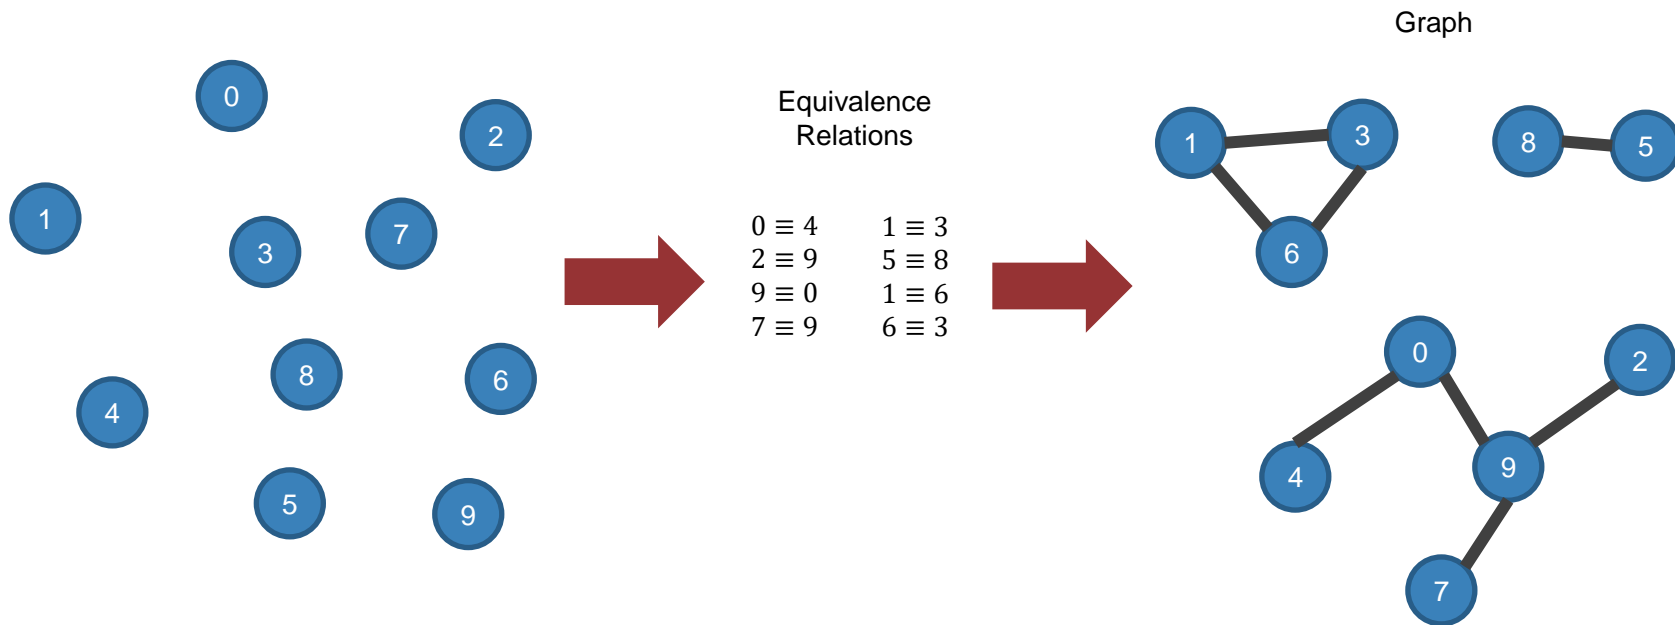 0
2
1
3
7
8
6
4
5
9
Equivalence
Relations
0 ≡ 4
1 ≡ 3
2 ≡ 9
5 ≡ 8
9 ≡ 0
1 ≡ 6
7 ≡ 9
6 ≡ 3
Graph
1
3
8
5
6
0
2
4
9
7